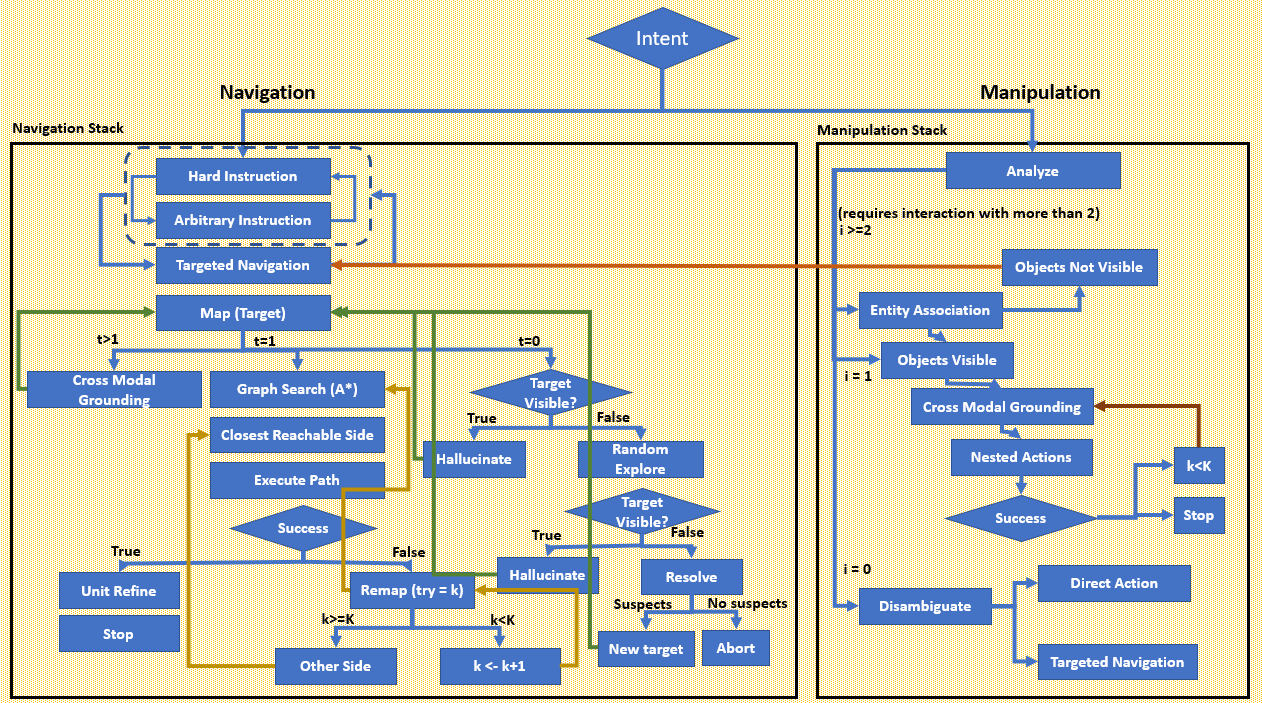 Intent
Navigation
Manipulation
Navigation Stack
Manipulation Stack
Hard Instruction
Arbitrary Instruction
Targeted Navigation
Map (Target)
t>1
t=1
t=0
Cross Modal
Grounding
Graph Search (A*)
Target
Visible?
True
False
Closest Reachable Side
Hallucinate
Random
Explore
Execute Path
Success
Target
Visible?
True
False
True
False
Unit Refine
Remap (try = k)
Hallucinate
Resolve
Stop
k>=K
k<K
Suspects
No suspects
Other Side
k <- k+1
New target
Abort
Analyze
(requires interaction with more than 2)
i >=2
Objects Not Visible
Entity Association
Objects Visible
i = 1
Cross Modal Grounding
Nested Actions
k<K
Success
Stop
i = 0
Direct Action
Disambiguate
Targeted Navigation